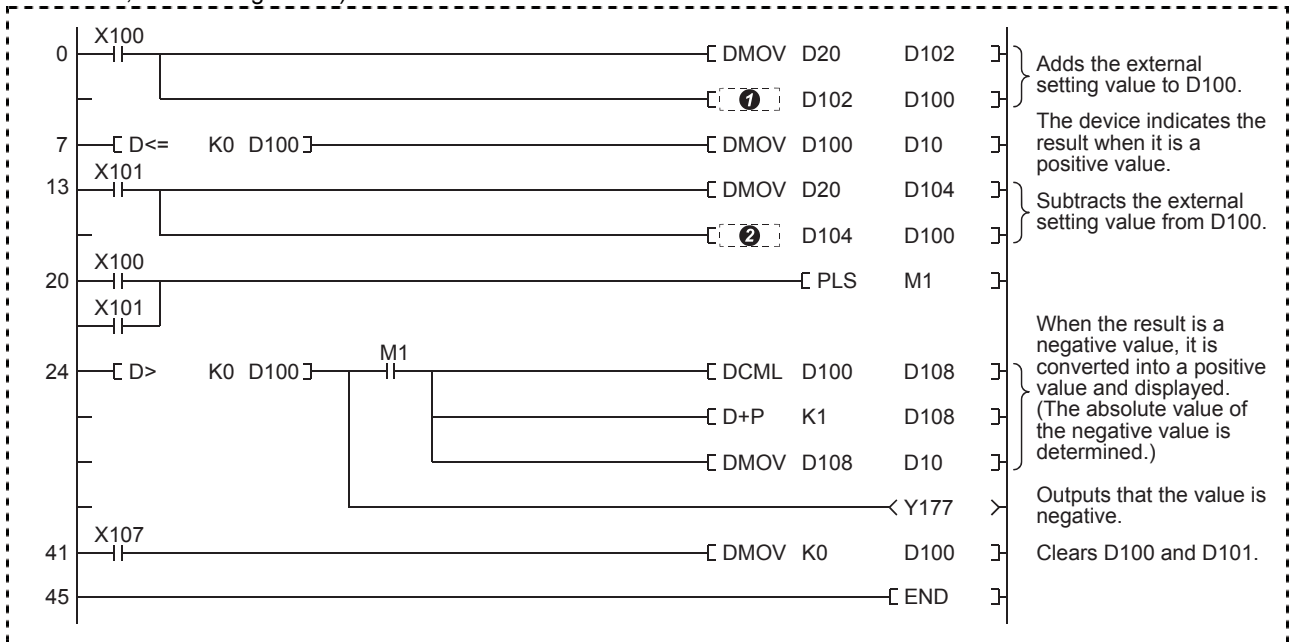 X100
0 DMOV D20 D102
❶ D102 D100
Adds the external
setting value to D100.
7 D<= K0 D100 DMOV D100 D10
The device indicates the
result when it is a
positive value.
X101
13 DMOV D20 D104
❷ D104 D100
Subtracts the external
setting value from D100.
X100
20 PLS M1
X101
M1
24 D> K0 D100 DCML D100 D108
D+P K1 D108
DMOV D108 D10
When the result is a
negative value, it is
converted into a positive
value and displayed.
(The absolute value of
the negative value is
determined.)
Y177
Outputs that the value is
negative.
X107
41 DMOV K0 D100
Clears D100 and D101.
45 END